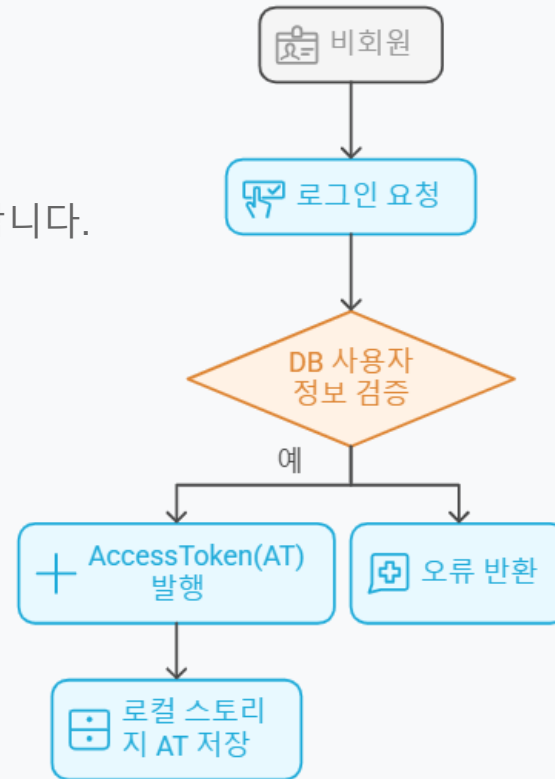 비회원
로그인 요청
니다.
DB 사용자
정보 검증
예
AccessToken(AT)
발행
오류 반환
로컬 스토리
지 AT 저장